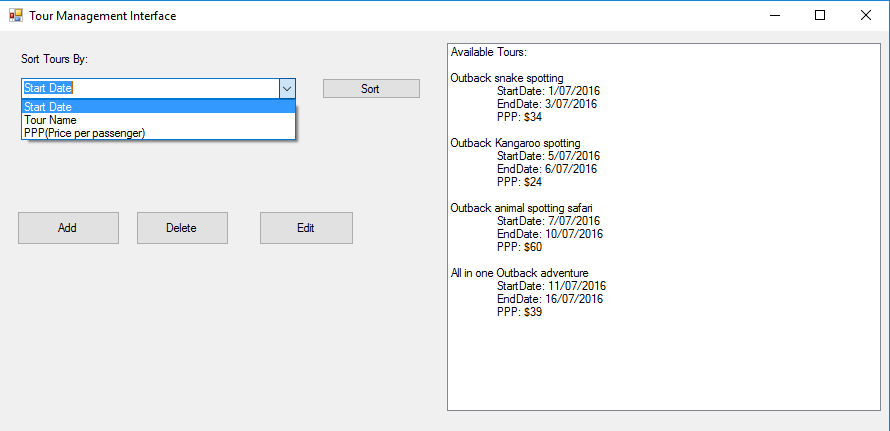 Tour Management Interface
Sort Tours By:
Start Date
Sort
Start Date
Tour Name
PPP(Price per passenger)
Add
Delete
Edit
Available Tours:
Outback snake spotting
StartDate: 1/07/2016
EndDate: 3/07/2016
PPP: $34
Outback Kangaroo spotting
StartDate: 5/07/2016
EndDate: 6/07/2016
PPP: $24
Outback animal spotting safari
StartDate: 7/07/2016
EndDate: 10/07/2016
PPP: $60
All in one Outback adventure
StartDate: 11/07/2016
EndDate: 16/07/2016
PPP: $39